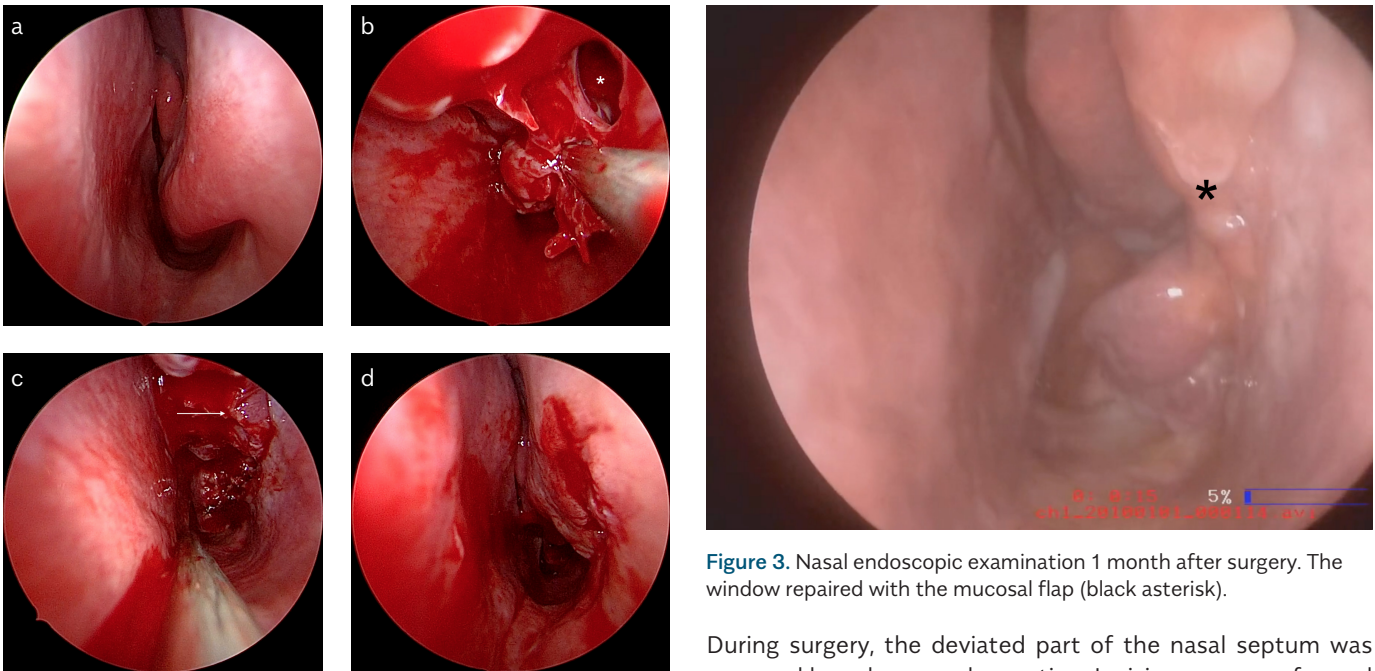 a
b
*
c
d
*
5%
Figure 3. Nasal endoscopic examination 1 month after surgery. The
window repaired with the mucosal flap (black asterisk).
During surgery, the deviated part of the nasal septum was